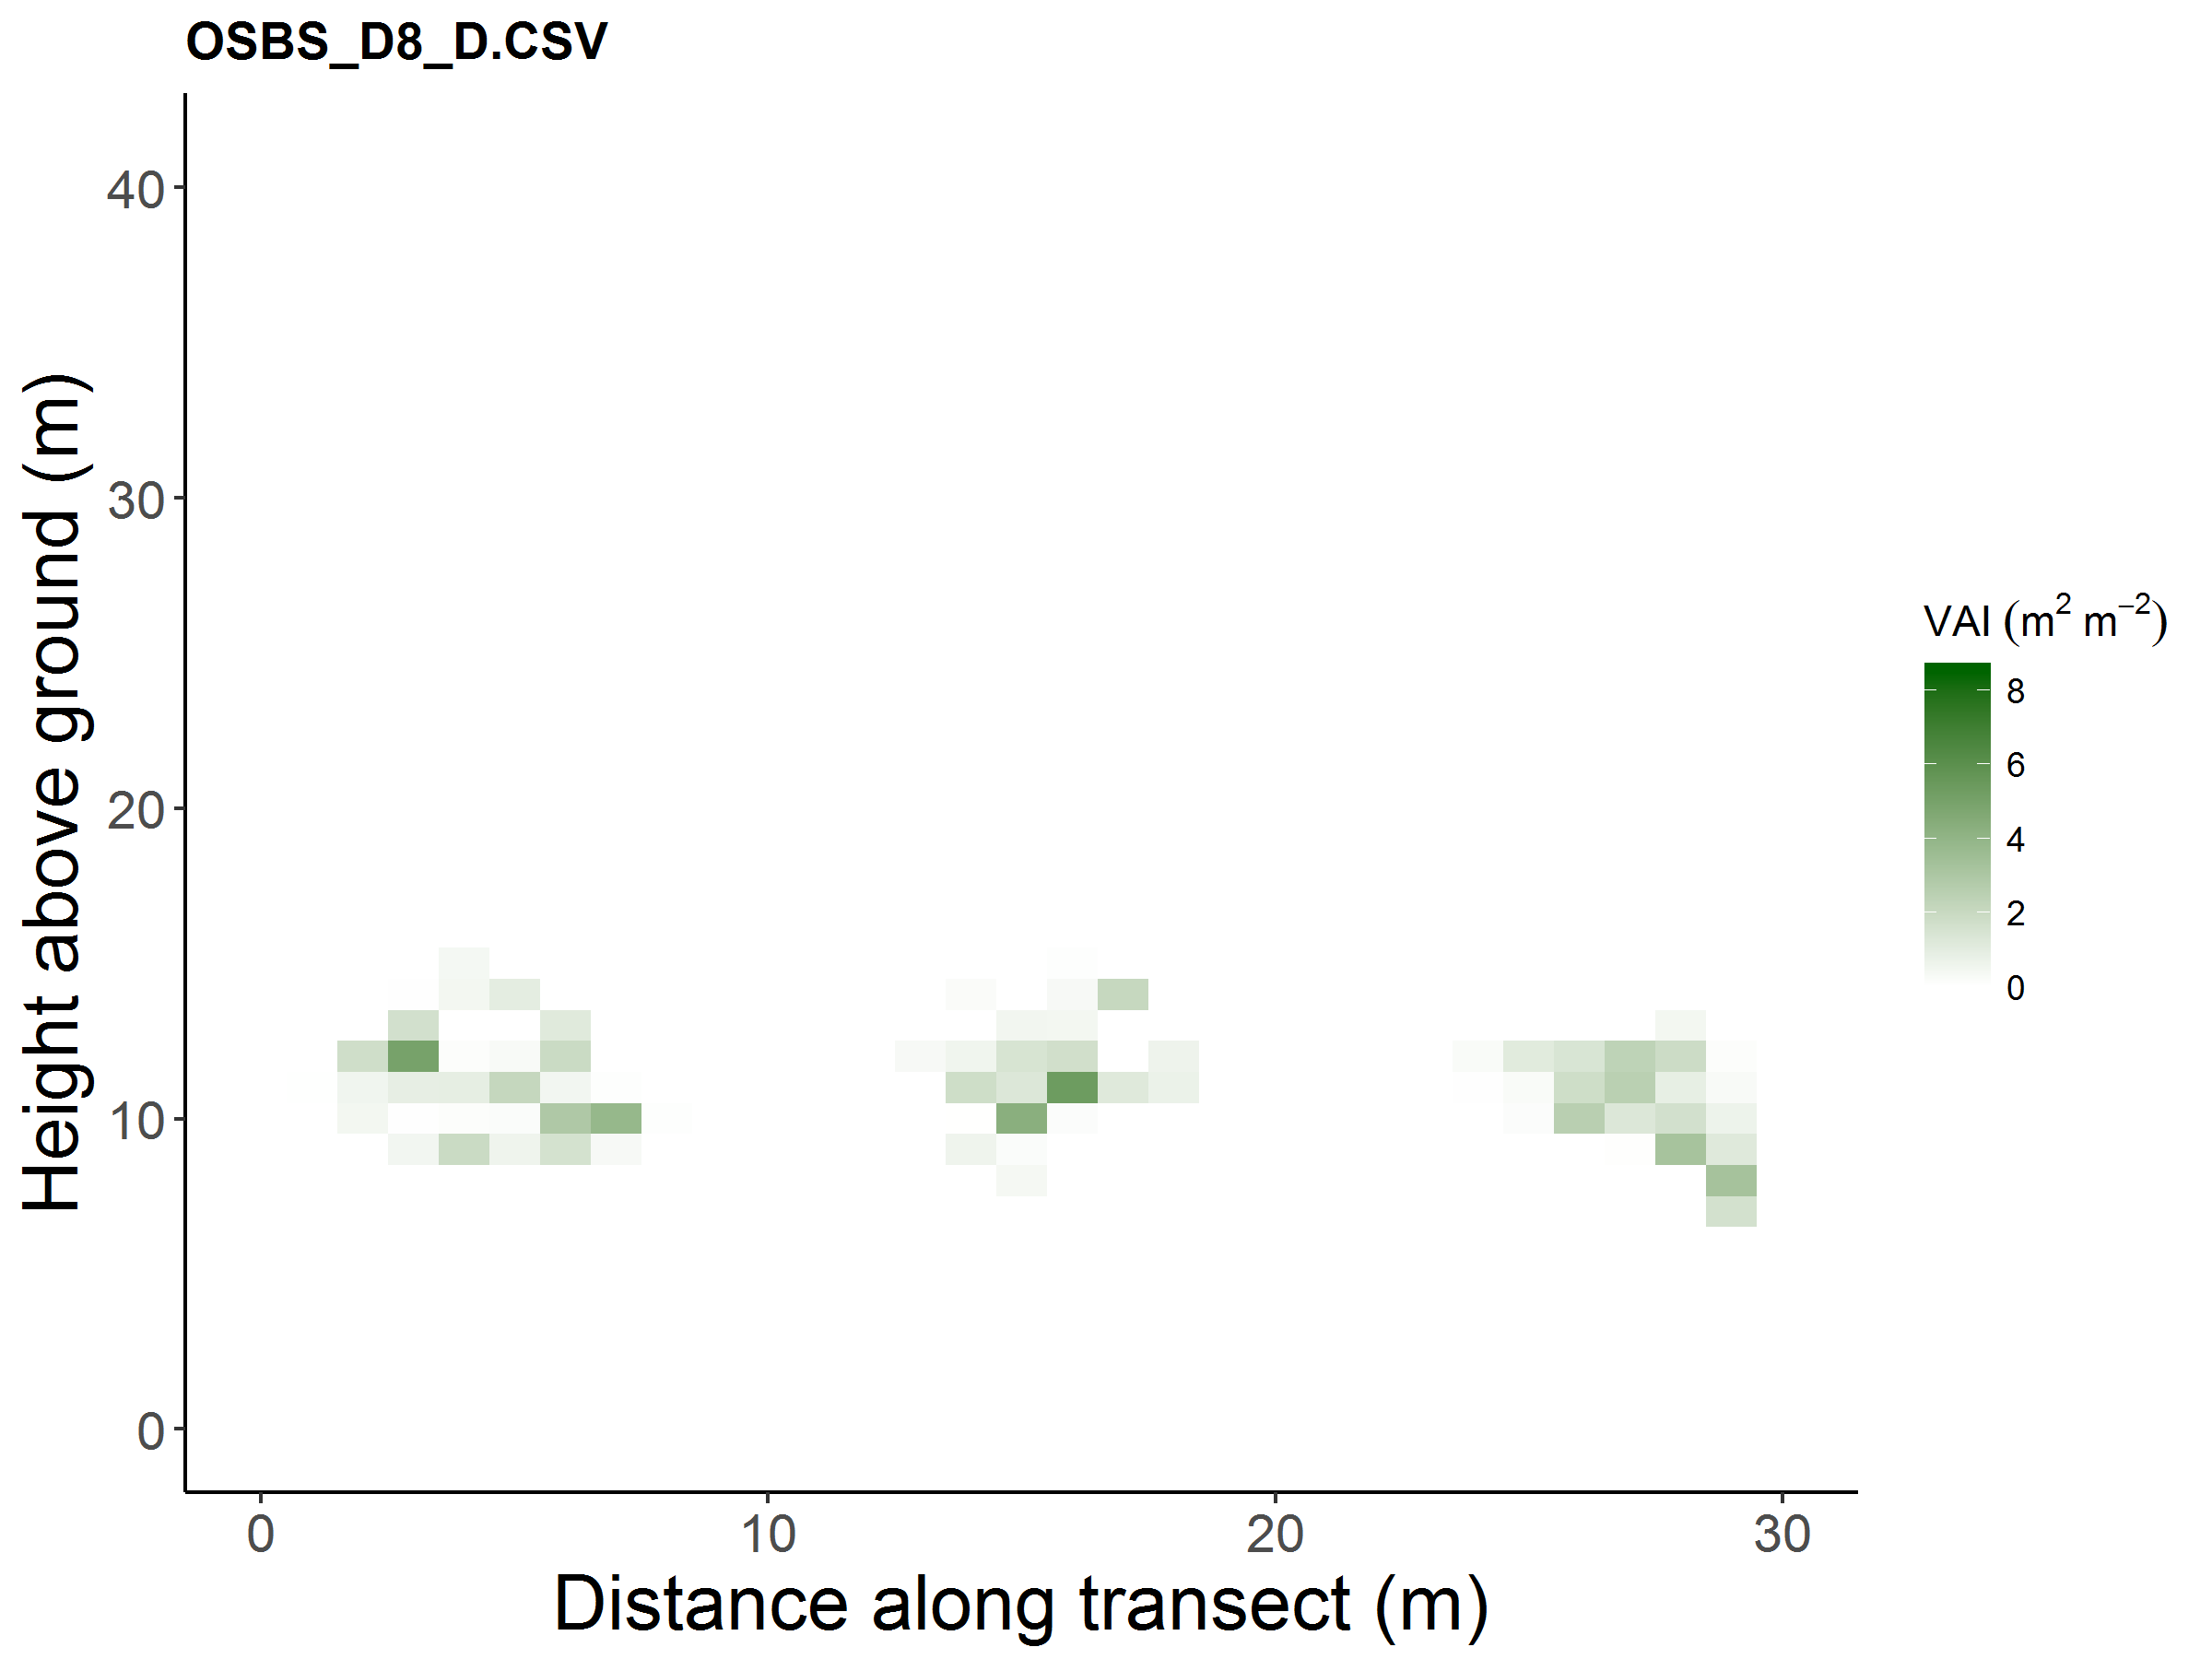 OSBS_D8_D.CSV
Height above ground (m)
40
30
20
10
0
0 10 20 30
Distance along transect (m)
VAI (m² m⁻²)
8
6
4
2
0